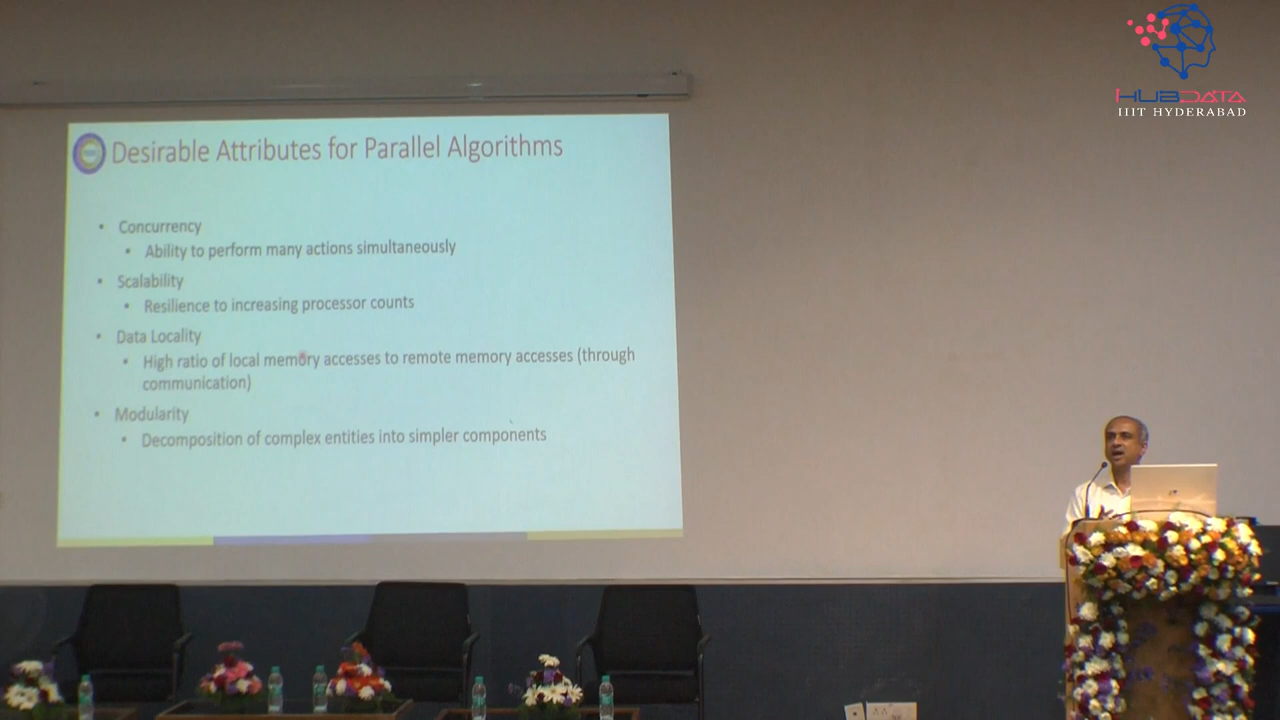 iHUBDATA
IIIT HYDERABAD
Desirable Attributes for Parallel Algorithms
• Concurrency
• Ability to perform many actions simultaneously
• Scalability
• Resilience to increasing processor counts
• Data Locality
• High ratio of local memory accesses to remote memory accesses (through
communication)
• Modularity
• Decomposition of complex entities into simpler components